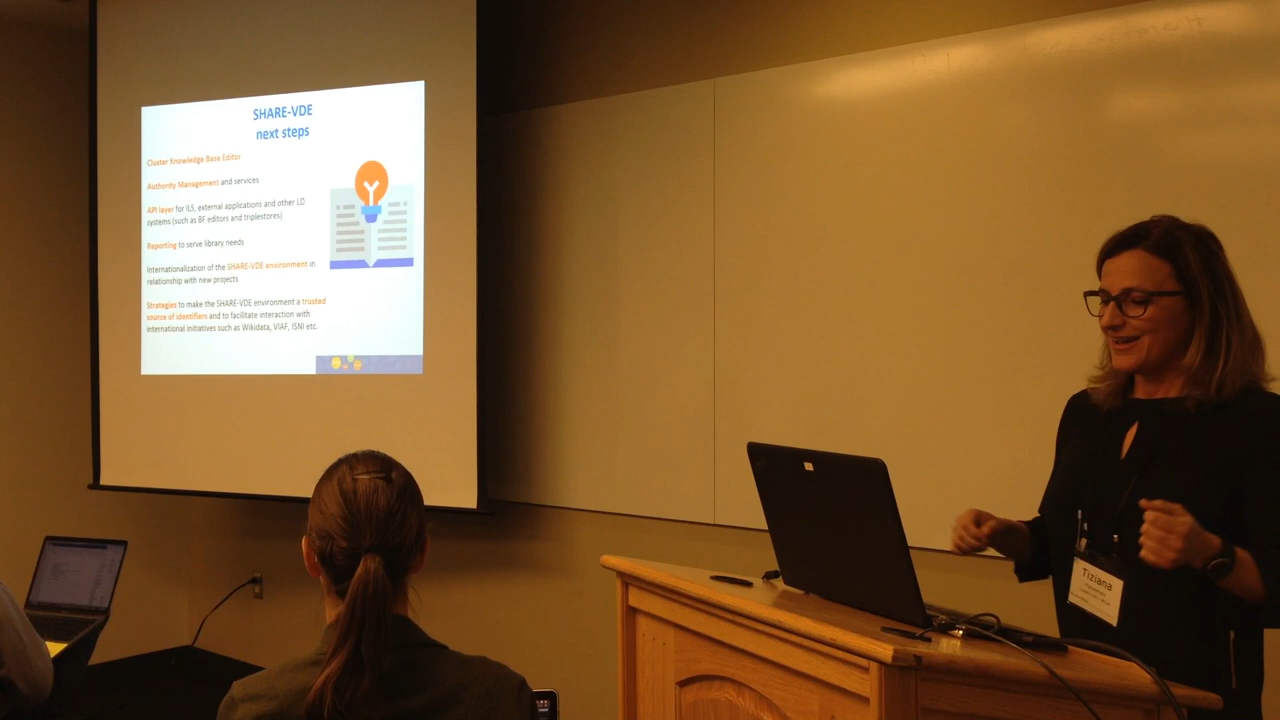 SHARE-VDE
next steps
Cluster Knowledge Base Editor
Authority Management and services
API layer for ILS, external applications and other LD
systems (such as BF editors and triplestores)
Reporting to serve library needs
Internationalization of the SHARE-VDE environment in
relationship with new projects
Strategies to make the SHARE-VDE environment a trusted
source of identifiers and to facilitate interaction with
international initiatives such as Wikidata, VIAF, ISNI etc.
Tiziana